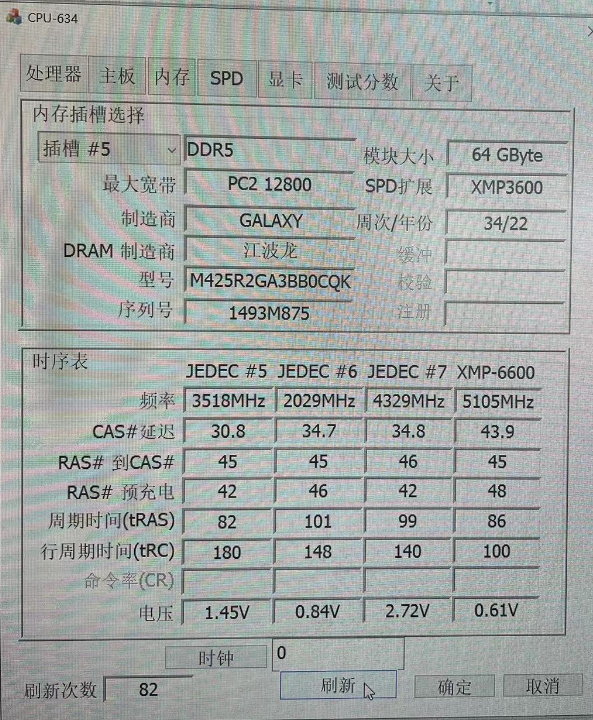 CPU-634
处理器 主板 内存 SPD 显卡 测试分数 关于
内存插槽选择
插槽 #5 DDR5 模块大小 64 GByte
最大宽带 PC2 12800 SPD扩展 XMP3600
制造商 GALAXY 周次/年份 34/22
DRAM 制造商 江波龙 缓冲
型号 M425R2GA3BB0CQK 校验
序列号 1493M875 注册
时序表
JEDEC #5 JEDEC #6 JEDEC #7 XMP-6600
频率 3518MHz 2029MHz 4329MHz 5105MHz
CAS#延迟 30.8 34.7 34.8 43.9
RAS# 到CAS# 45 45 46 45
RAS# 预充电 42 46 42 48
周期时间(tRAS) 82 101 99 86
行周期时间(tRC) 180 148 140 100
命令率(CR)
电压 1.45V 0.84V 2.72V 0.61V
时钟 0
刷新次数 82 刷新 确定 取消